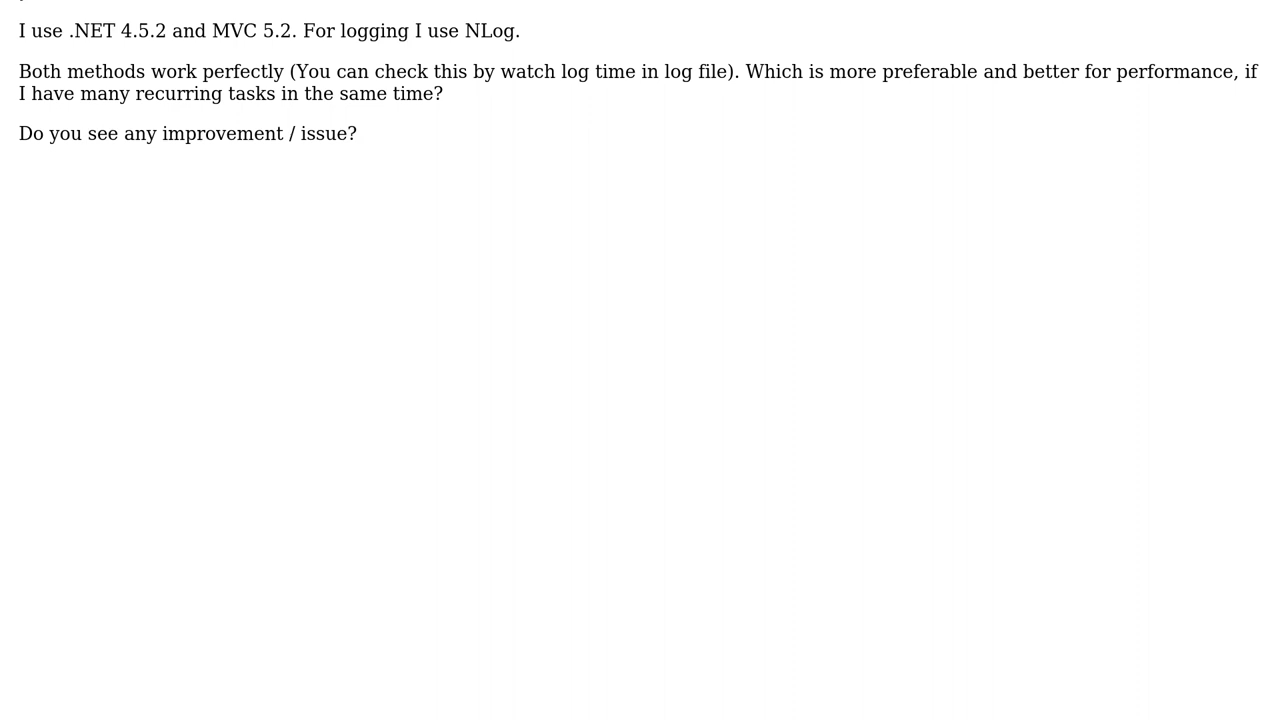 I use .NET 4.5.2 and MVC 5.2. For logging I use NLog.
Both methods work perfectly (You can check this by watch log time in log file). Which is more preferable and better for performance, if
I have many recurring tasks in the same time?
Do you see any improvement / issue?